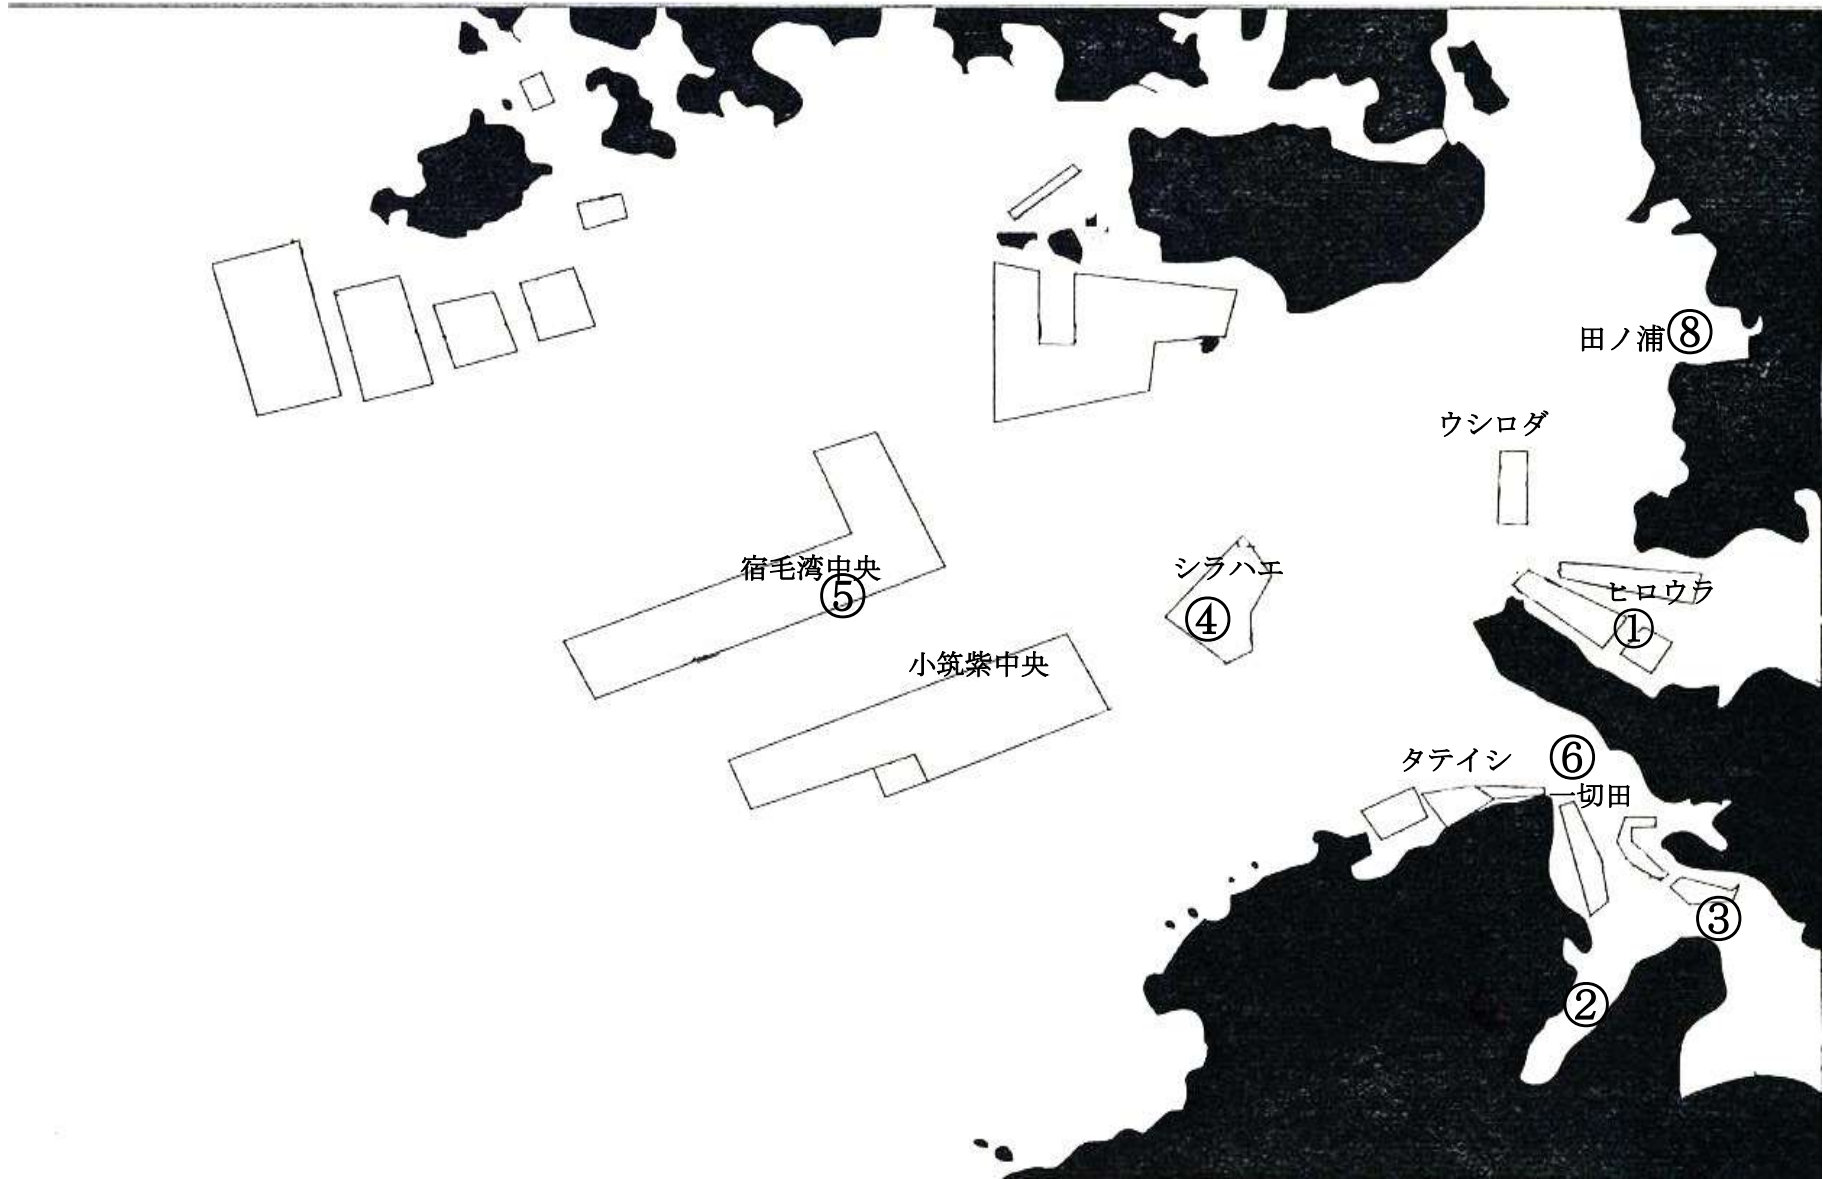 田ノ浦⑧
ウシロダ
宿毛湾中央
⑤
シラハエ
④
ヒロウラ
①
小筑紫中央
タテイシ
⑥
一切田
③
②